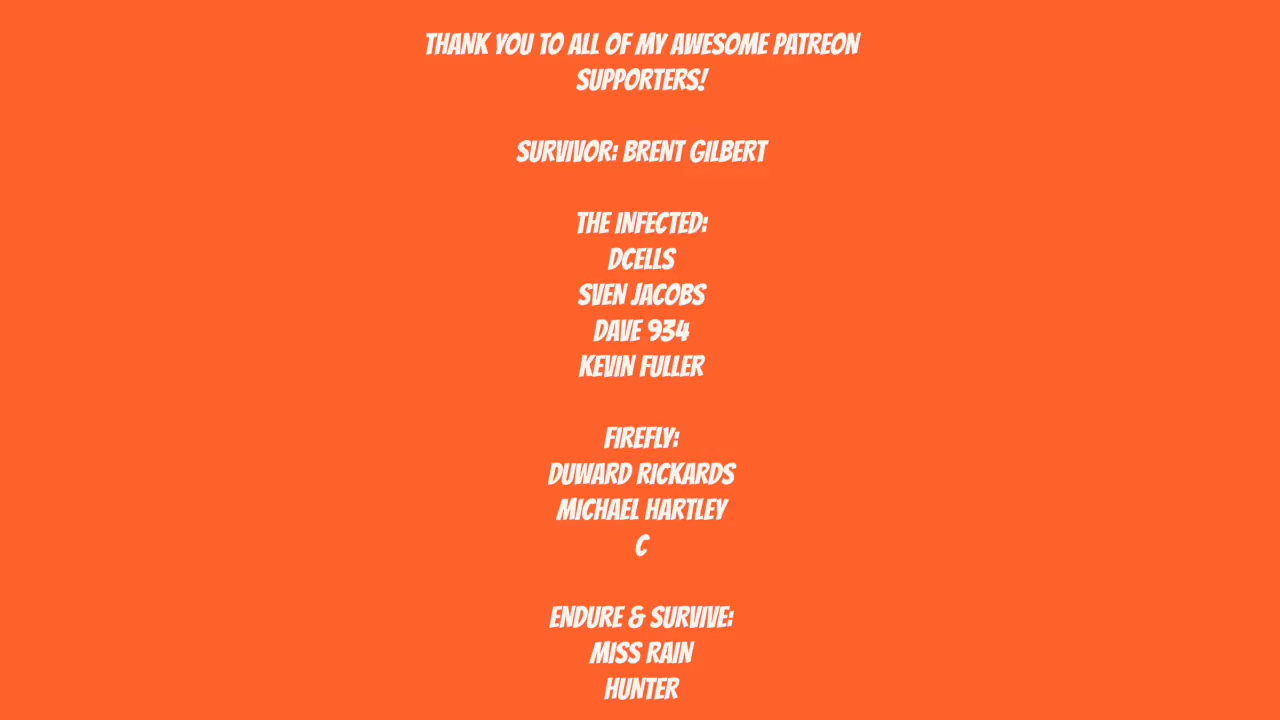 THANK YOU TO ALL OF MY AWESOME PATREON
SUPPORTERS!
SURVIVOR: BRENT GILBERT
THE INFECTED:
DCELLS
SVEN JACOBS
DAVE 934
KEVIN FULLER
FIREFLY:
DUWARD RICKARDS
MICHAEL HARTLEY
C
ENDURE & SURVIVE:
MISS RAIN
HUNTER